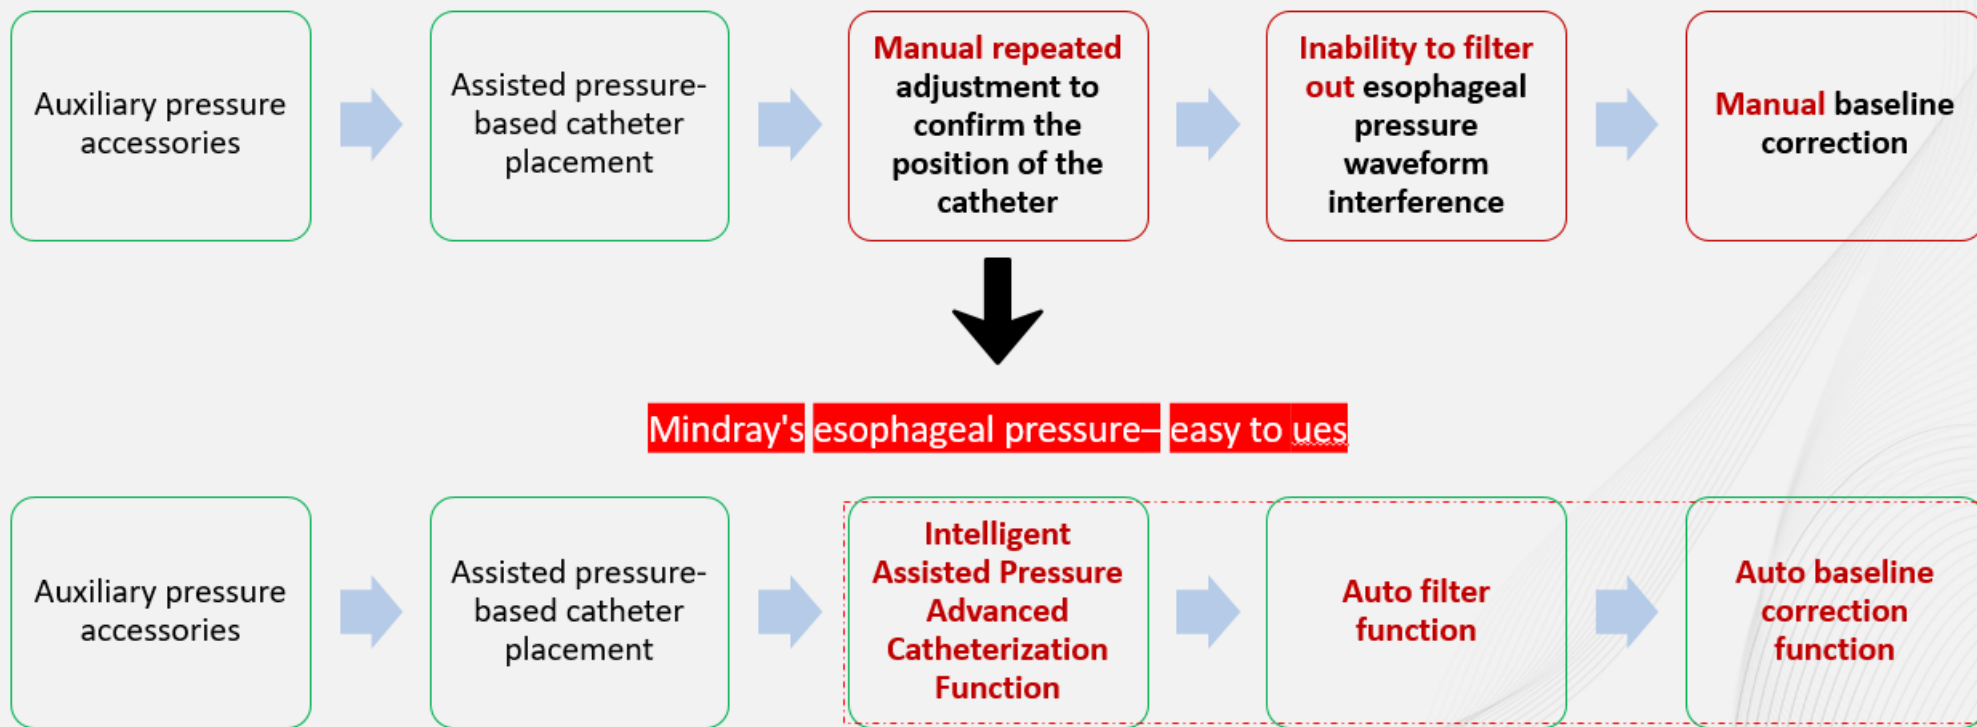 Auxiliary pressure
accessories
Assisted pressure-
based catheter
placement
Manual repeated
adjustment to
confirm the
position of the
catheter
Inability to filter
out esophageal
pressure
waveform
interference
Manual baseline
correction
Mindray's esophageal pressure– easy to ues
Auxiliary pressure
accessories
Assisted pressure-
based catheter
placement
Intelligent
Assisted Pressure
Advanced
Catheterization
Function
Auto filter
function
Auto baseline
correction
function